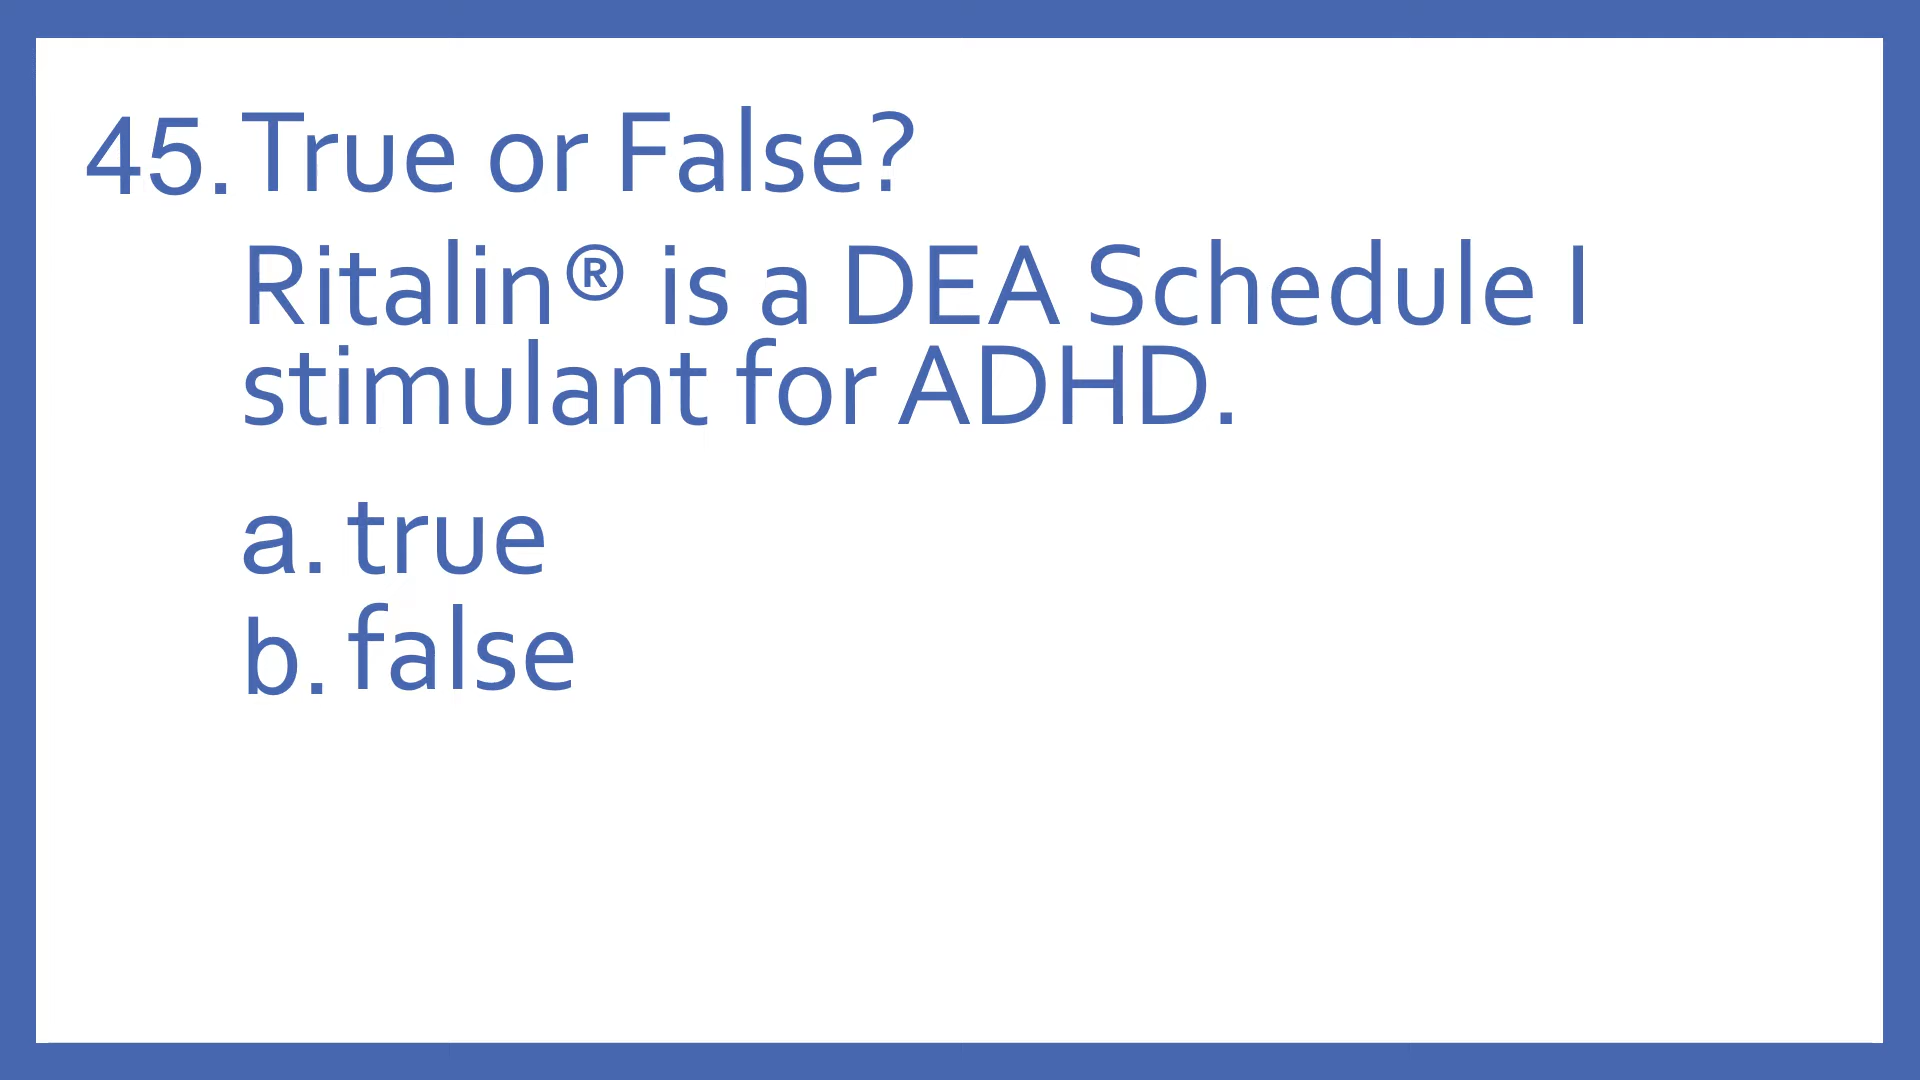 45. True or False?
Ritalin® is a DEA Schedule I
stimulant for ADHD.
a. true
b. false